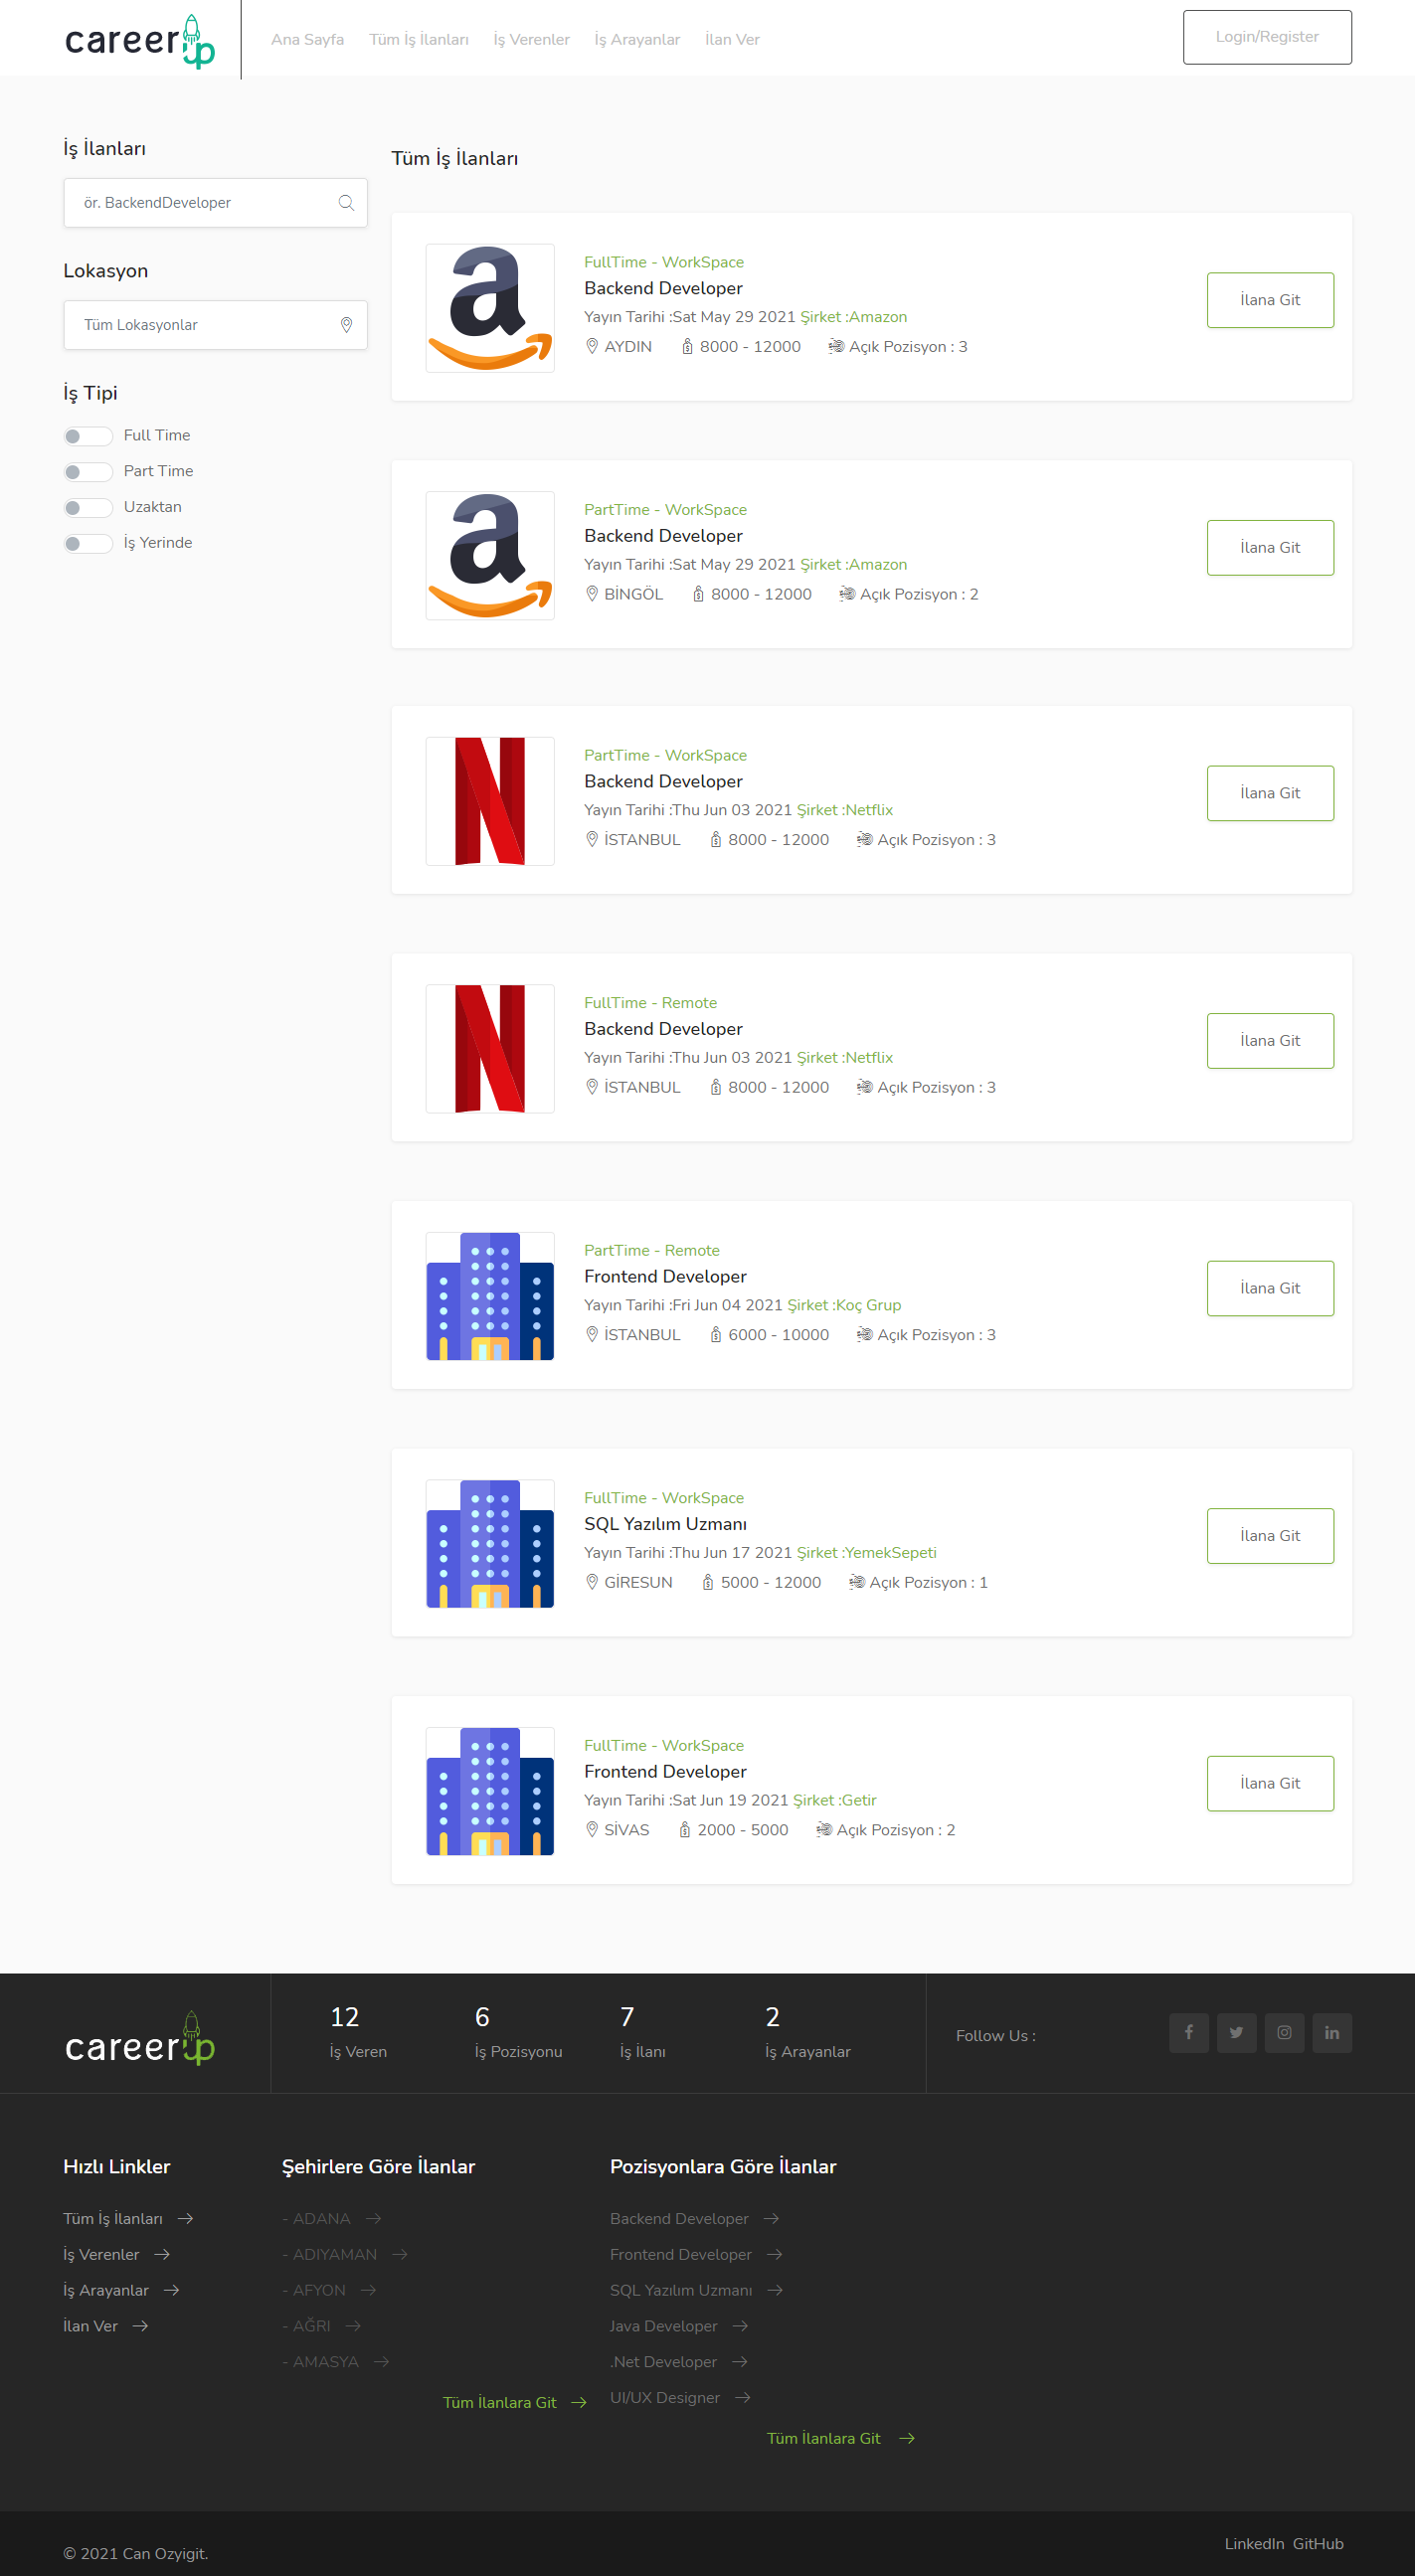 career up
Ana Sayfa Tüm İş İlanları İş Verenler İş Arayanlar İlan Ver
Login/Register
İş İlanları
ör. BackendDeveloper
Lokasyon
Tüm Lokasyonlar
İş Tipi
Full Time
Part Time
Uzaktan
İş Yerinde
Tüm İş İlanları
FullTime - WorkSpace
Backend Developer
Yayın Tarihi :Sat May 29 2021 Şirket :Amazon
AYDIN 8000 - 12000 Açık Pozisyon : 3
İlana Git
PartTime - WorkSpace
Backend Developer
Yayın Tarihi :Sat May 29 2021 Şirket :Amazon
BİNGÖL 8000 - 12000 Açık Pozisyon : 2
İlana Git
PartTime - WorkSpace
Backend Developer
Yayın Tarihi :Thu Jun 03 2021 Şirket :Netflix
İSTANBUL 8000 - 12000 Açık Pozisyon : 3
İlana Git
FullTime - Remote
Backend Developer
Yayın Tarihi :Thu Jun 03 2021 Şirket :Netflix
İSTANBUL 8000 - 12000 Açık Pozisyon : 3
İlana Git
PartTime - Remote
Frontend Developer
Yayın Tarihi :Fri Jun 04 2021 Şirket :Koç Grup
İSTANBUL 6000 - 10000 Açık Pozisyon : 3
İlana Git
FullTime - WorkSpace
SQL Yazılım Uzmanı
Yayın Tarihi :Thu Jun 17 2021 Şirket :YemekSepeti
GİRESUN 5000 - 12000 Açık Pozisyon : 1
İlana Git
FullTime - WorkSpace
Frontend Developer
Yayın Tarihi :Sat Jun 19 2021 Şirket :Getir
SİVAS 2000 - 5000 Açık Pozisyon : 2
İlana Git
career up
12
İş Veren
6
İş Pozisyonu
7
İş İlanı
2
İş Arayanlar
Follow Us :
Hızlı Linkler
Tüm İş İlanları
İş Verenler
İş Arayanlar
İlan Ver
Şehirlere Göre İlanlar
- ADANA
- ADIYAMAN
- AFYON
- AĞRI
- AMASYA
Tüm İlanlara Git
Pozisyonlara Göre İlanlar
Backend Developer
Frontend Developer
SQL Yazılım Uzmanı
Java Developer
.Net Developer
UI/UX Designer
Tüm İlanlara Git
© 2021 Can Ozyigit.
LinkedIn GitHub